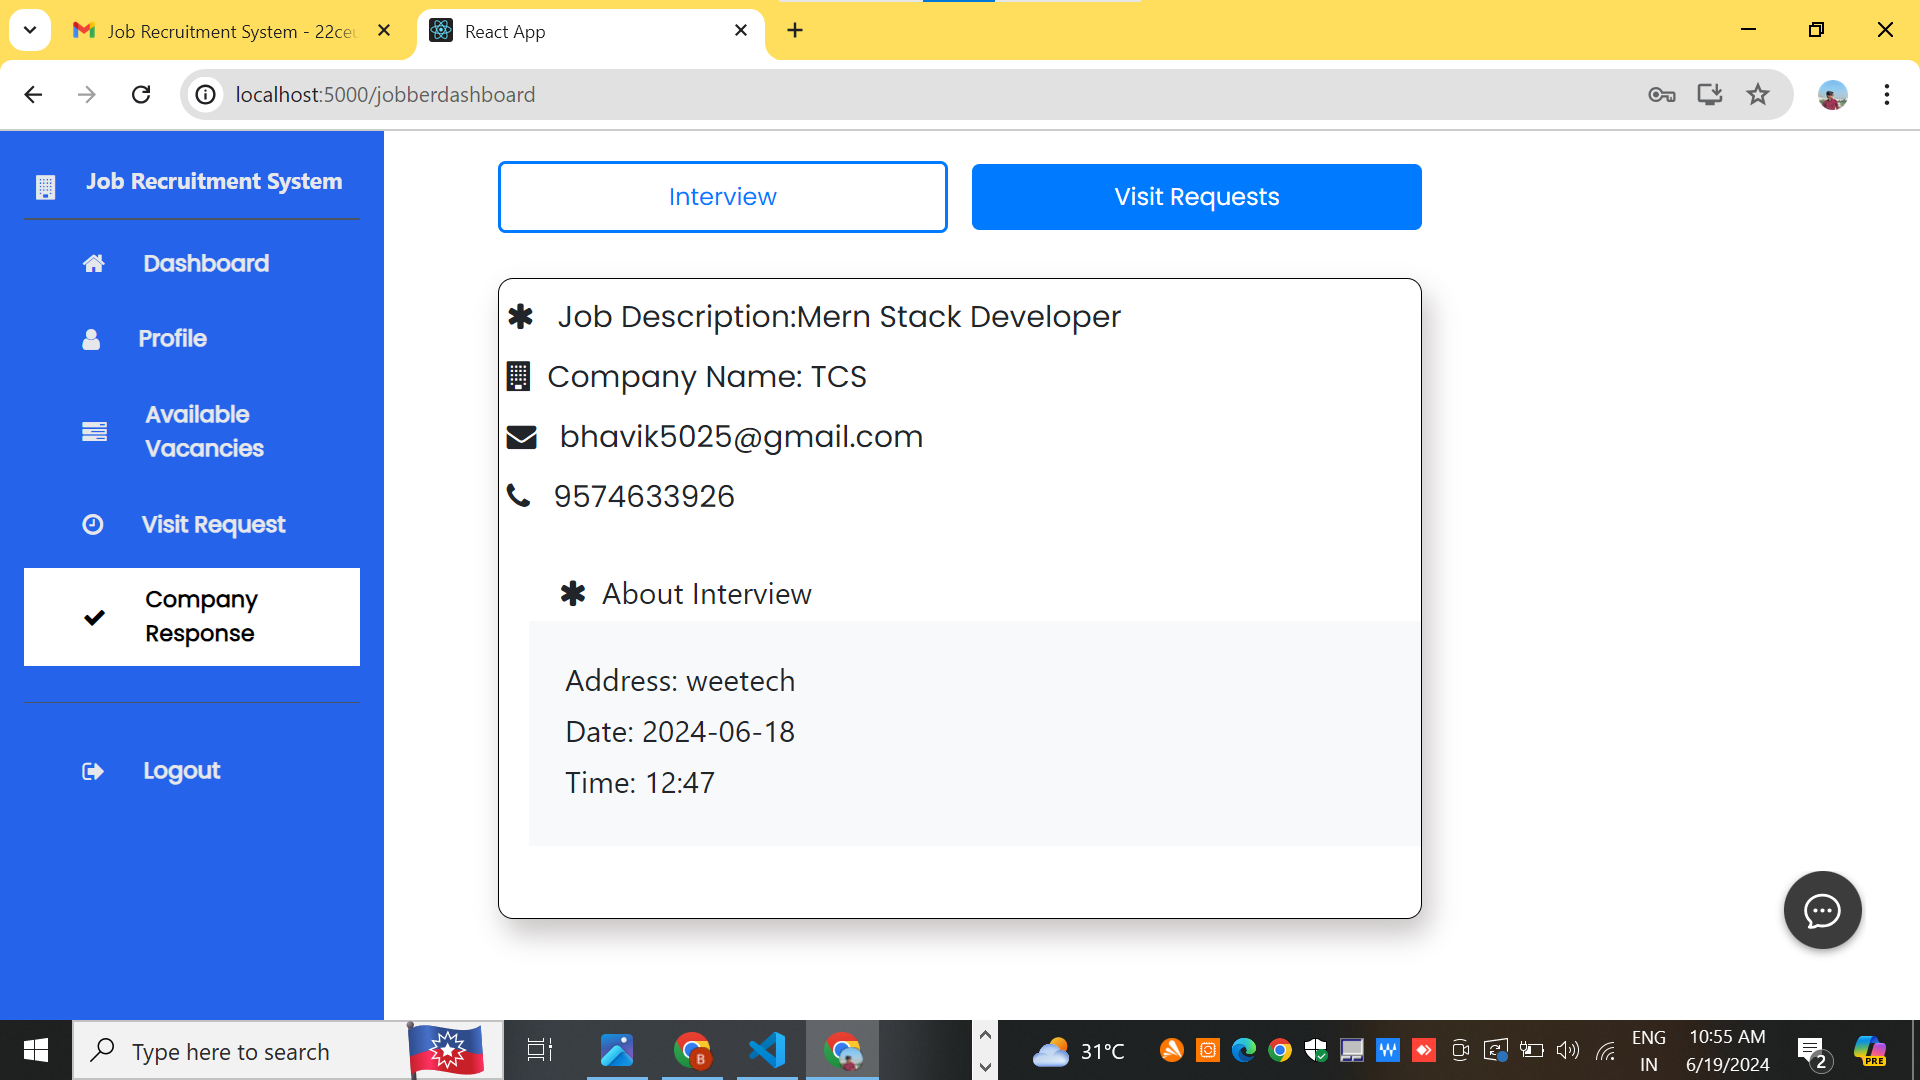 Job Recruitment System - 22ceu
React App
localhost:5000/jobberdashboard
Job Recruitment System
Dashboard
Profile
Available
Vacancies
Visit Request
Company
Response
Logout
Interview
Visit Requests
Job Description:Mern Stack Developer
Company Name: TCS
bhavik5025@gmail.com
9574633926
About Interview
Address: weetech
Date: 2024-06-18
Time: 12:47
Type here to search
B
31°C
ENG
IN
10:55 AM
6/19/2024
2
PRE